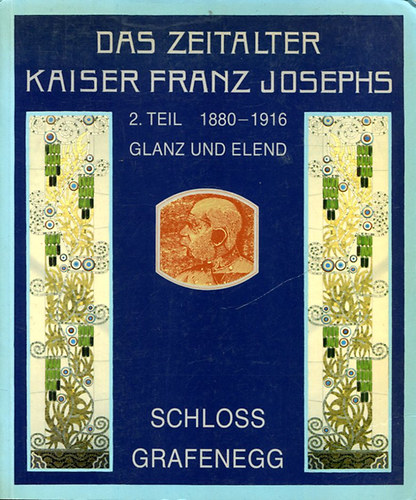 DAS ZEITALTER
KAISER FRANZ JOSEPHS
2. TEIL 1880–1916
GLANZ UND ELEND
SCHLOSS
GRAFENEGG